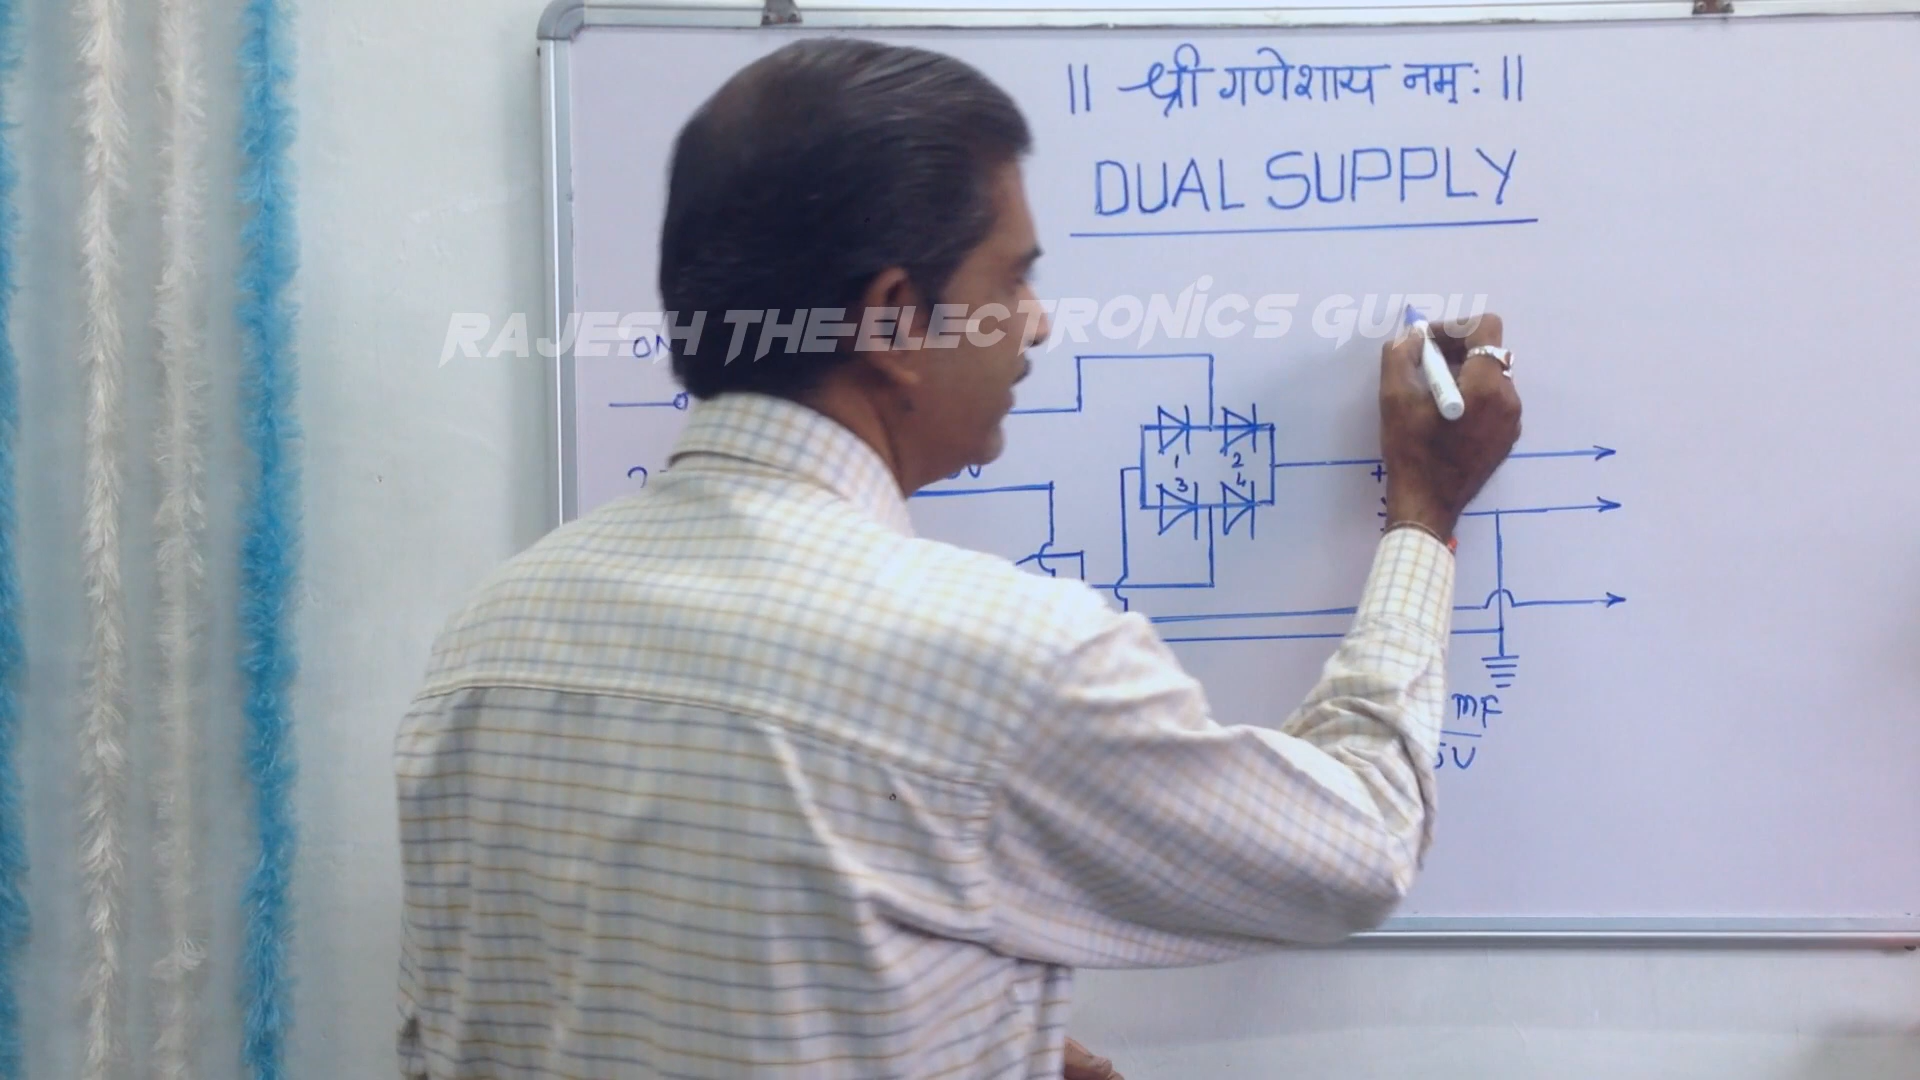 || श्री गणेशाय नमः ||
DUAL SUPPLY
RAJESH THE ELECTRONICS GURU
ON
1 2
3 4
+
MF
V